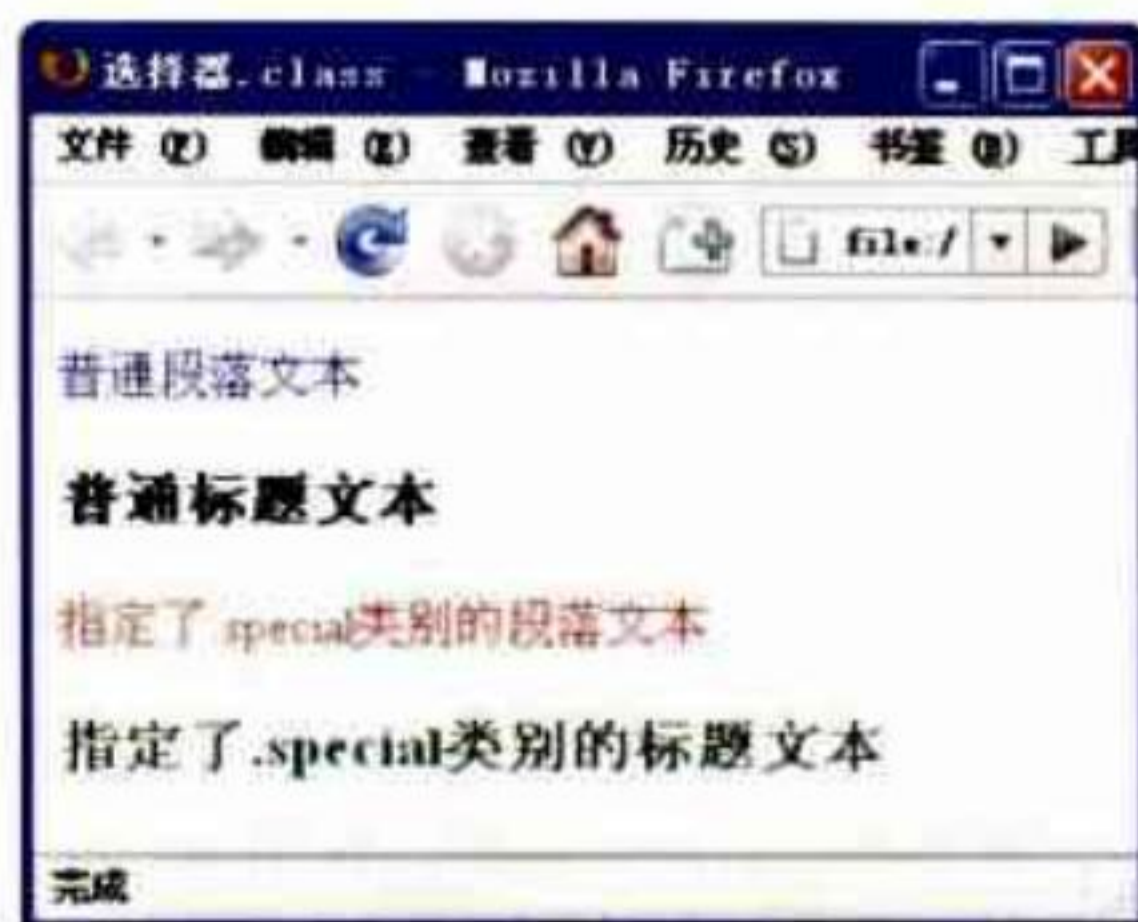 选择器.class - Mozilla Firefox
文件 (F) 编辑 (E) 查看 (V) 历史 (S) 书签 (B) 工具
file:/
普通段落文本
普通标题文本
指定了.special类别的段落文本
指定了.special类别的标题文本
完成